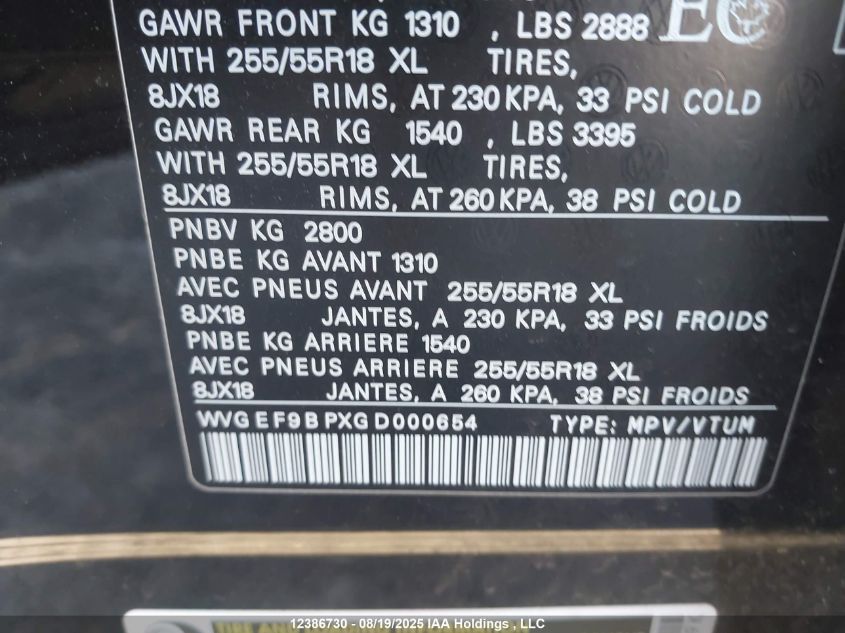 GAWR FRONT KG 1310 , LBS 2888
WITH 255/55R18 XL TIRES,
8JX18 RIMS, AT 230 KPA, 33 PSI COLD
GAWR REAR KG 1540 , LBS 3395
WITH 255/55R18 XL TIRES,
8JX18 RIMS, AT 260 KPA, 38 PSI COLD
PNBV KG 2800
PNBE KG AVANT 1310
AVEC PNEUS AVANT 255/55R18 XL
8JX18 JANTES, A 230 KPA, 33 PSI FROIDS
PNBE KG ARRIERE 1540
AVEC PNEUS ARRIERE 255/55R18 XL
8JX18 JANTES, A 260 KPA, 38 PSI FROIDS
WVGEF9BPXGD000654 TYPE: MPV/VTUM
12386730 - 08/19/2025 IAA Holdings , LLC